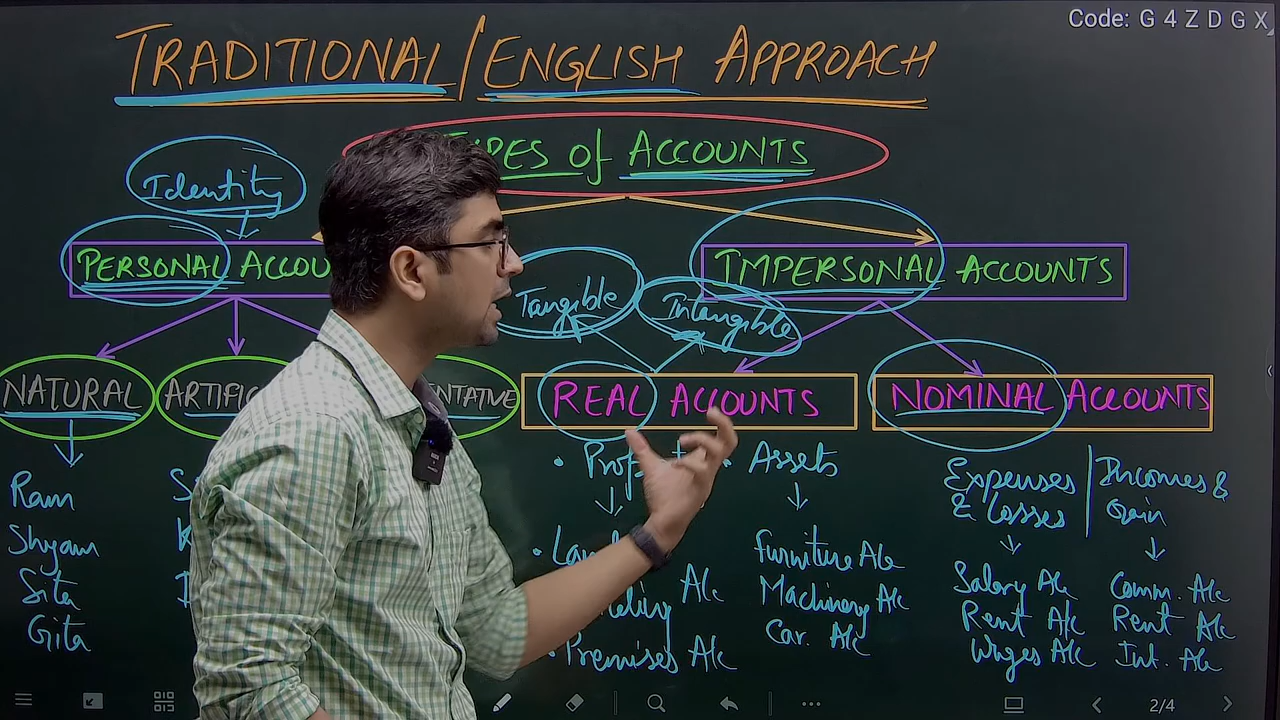 Code: G 4 Z D G X
TRADITIONAL/ENGLISH APPROACH
OF ACCOUNTS
Identity
PERSONAL
IMPERSONAL ACCOUNTS
Tangible
Intangible
NATURAL
REAL ACCOUNTS
NOMINAL ACCOUNTS
Ram
Shyam
Sita
Gita
Assets
Furniture A/c
Machinery A/c
Car. A/c
A/c
• Premises A/c
Expenses
& Losses
Incomes &
Gain
Salary A/c
Rent A/c
Wages A/c
Comm. A/c
Rent A/c
Int. A/c
2/4